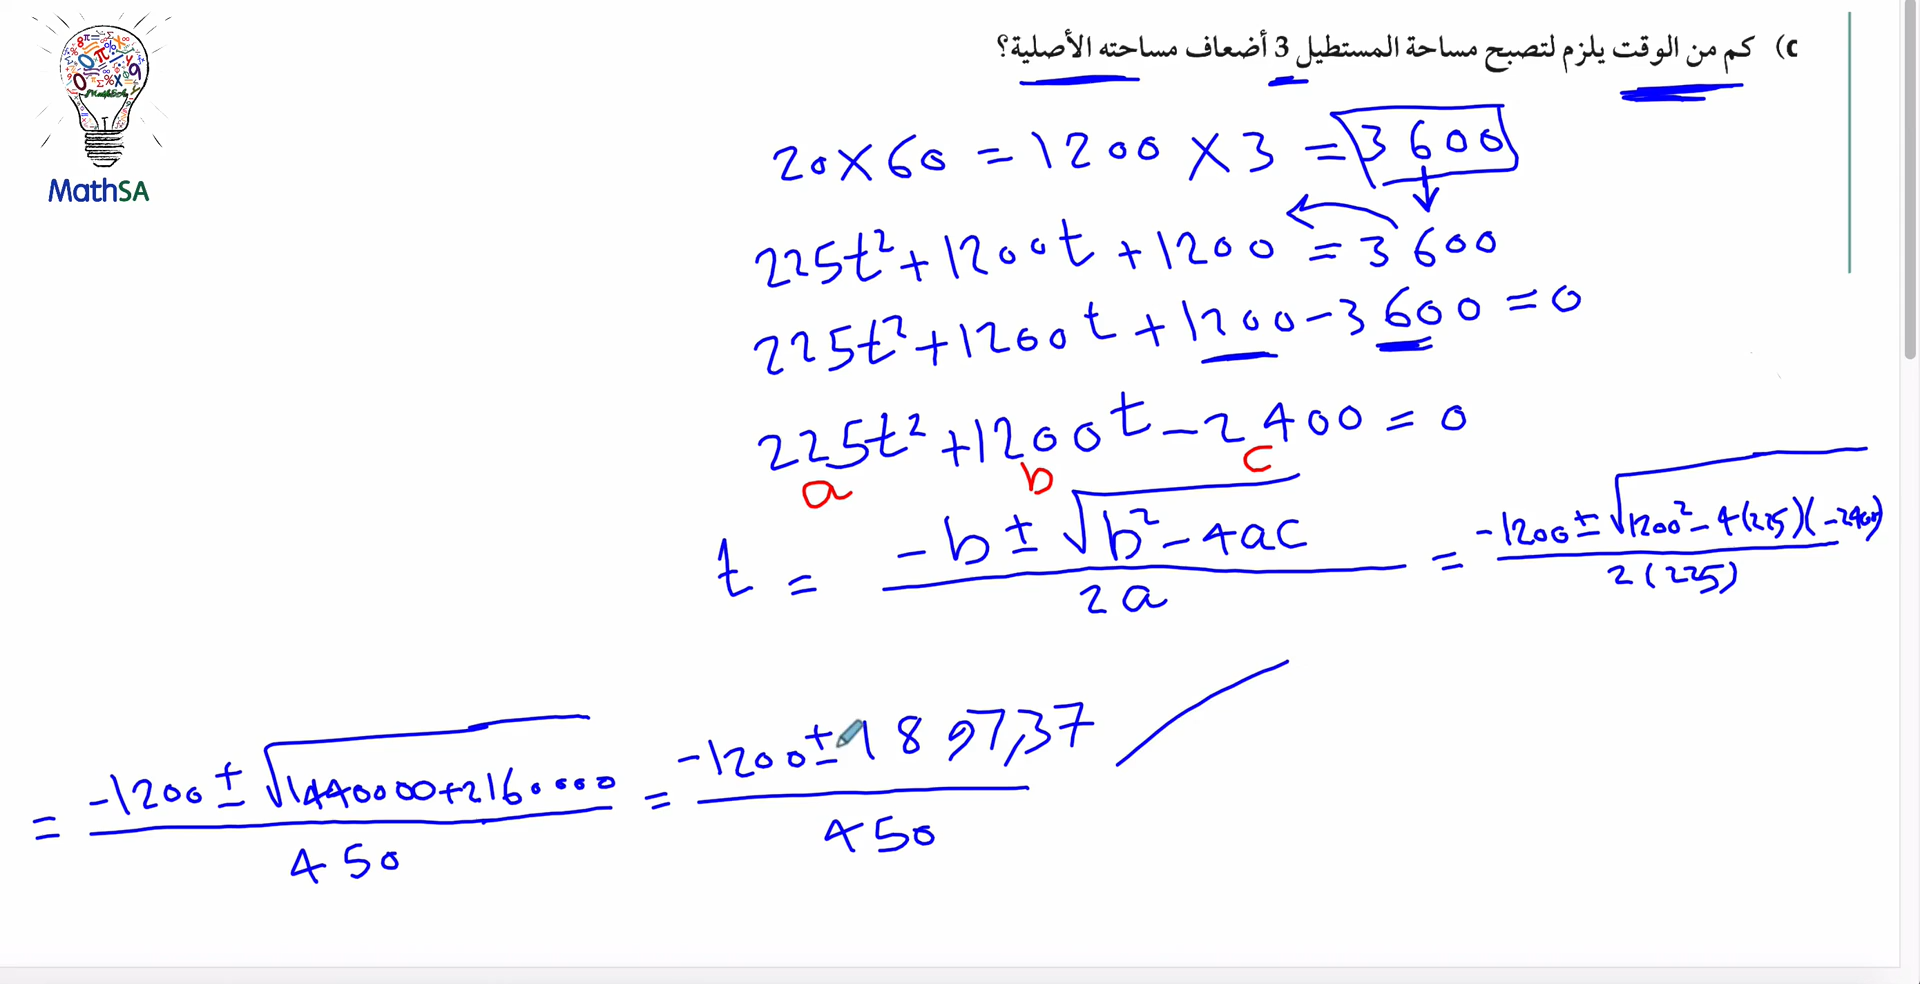 c) كم من الوقت يلزم لتصبح مساحة المستطيل 3 أضعاف مساحته الأصلية؟
MathSA
20 × 60 = 1200 × 3 = 3600
225t² + 1200t + 1200 = 3600
225t² + 1200t + 1200 - 3600 = 0
225t² + 1200t - 2400 = 0
a b c
t = (-b ± √(b² - 4ac)) / 2a = (-1200 ± √(1200² - 4(225)(-2400))) / 2(225)
= (-1200 ± √(1440000 + 2160000)) / 450 = (-1200 ± 1897,37) / 450